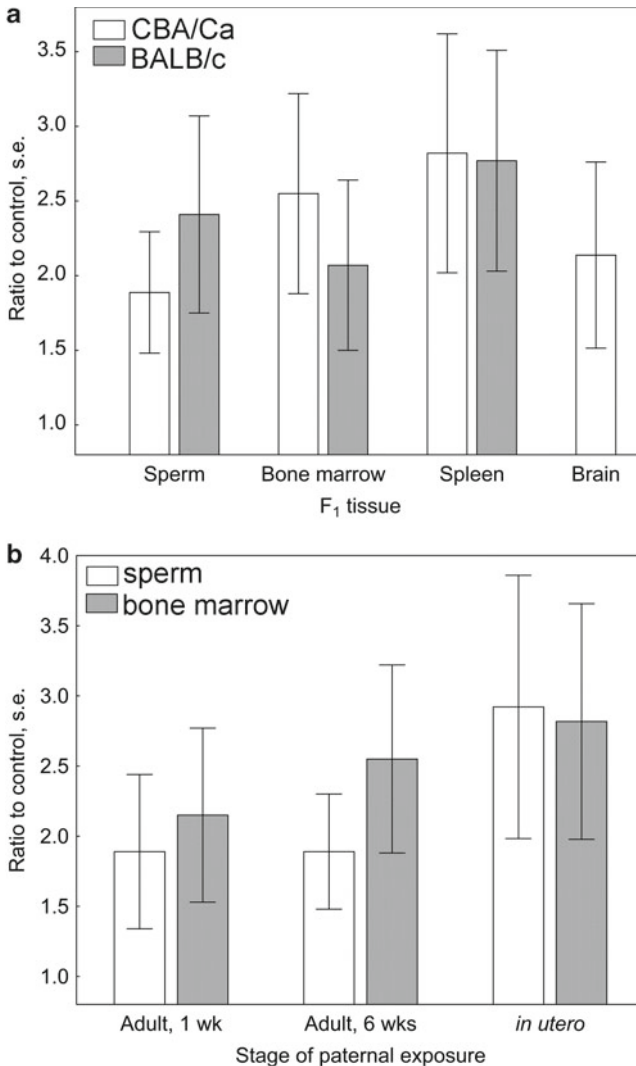 a
CBA/Ca
BALB/c
Ratio to control, s.e.
3.5
3.0
2.5
2.0
1.5
1.0
Sperm Bone marrow Spleen Brain
F₁ tissue
b
sperm
bone marrow
Ratio to control, s.e.
4.0
3.5
3.0
2.5
2.0
1.5
1.0
Adult, 1 wk Adult, 6 wks in utero
Stage of paternal exposure